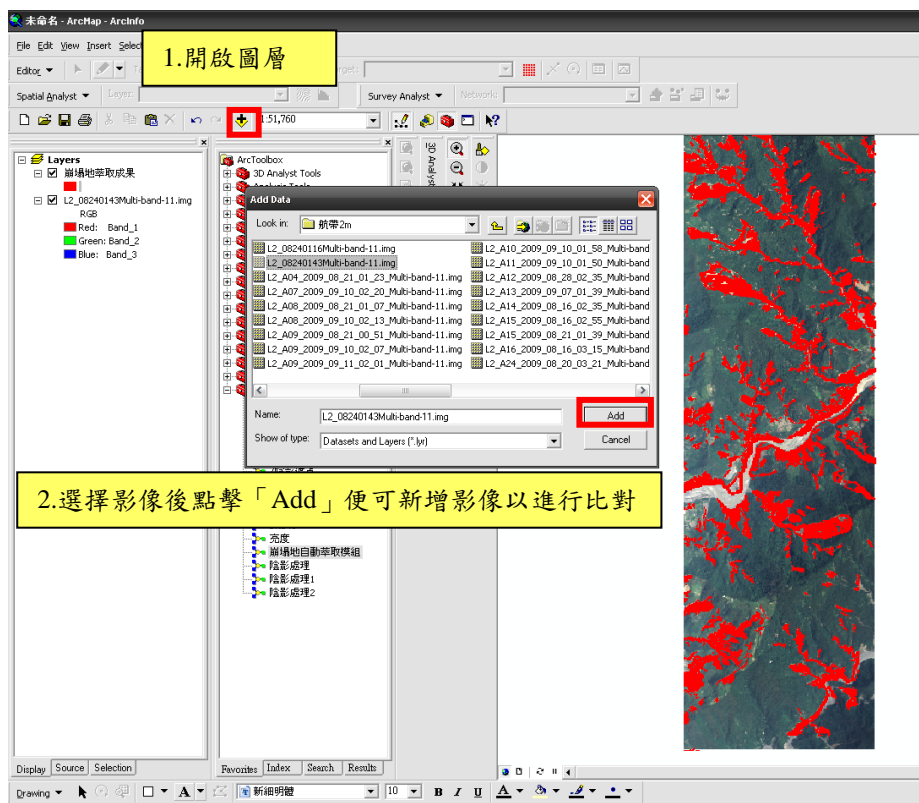 未命名 - ArcMap - ArcInfo
File Edit View Insert Selec
1.開啟圖層
Editor
Spatial Analyst
Layer:
Survey Analyst
Network:
1:51,760
Layers
崩塌地萃取成果
L2_08240143Multi-band-11.img
RGB
Red: Band_1
Green: Band_2
Blue: Band_3
ArcToolbox
3D Analyst Tools
3D Analyst
Add Data
Look in: 航帶2m
L2_08240116Multi-band-11.img
L2_08240143Multi-band-11.img
L2_A04_2009_08_21_01_23_Multi-band-11.img
L2_A07_2009_09_10_02_20_Multi-band-11.img
L2_A08_2009_08_21_01_07_Multi-band-11.img
L2_A08_2009_09_10_02_13_Multi-band-11.img
L2_A09_2009_08_21_00_51_Multi-band-11.img
L2_A09_2009_09_10_02_07_Multi-band-11.img
L2_A09_2009_09_11_02_01_Multi-band-11.img
L2_A10_2009_09_10_01_58_Multi-band
L2_A11_2009_09_10_01_50_Multi-band
L2_A12_2009_08_28_02_35_Multi-band
L2_A13_2009_09_07_01_39_Multi-band
L2_A14_2009_08_16_02_35_Multi-band
L2_A15_2009_08_16_02_55_Multi-band
L2_A15_2009_08_21_01_39_Multi-band
L2_A16_2009_08_16_03_15_Multi-band
L2_A24_2009_08_20_03_21_Multi-band
Name: L2_08240143Multi-band-11.img
Add
Show of type: Datasets and Layers (*.lyr)
Cancel
2.選擇影像後點擊「Add」便可新增影像以進行比對
亮度
崩塌地自動萃取模組
陰影處理
陰影處理1
陰影處理2
Display Source Selection
Favorites Index Search Results
Drawing
A
新細明體
10
B I U A